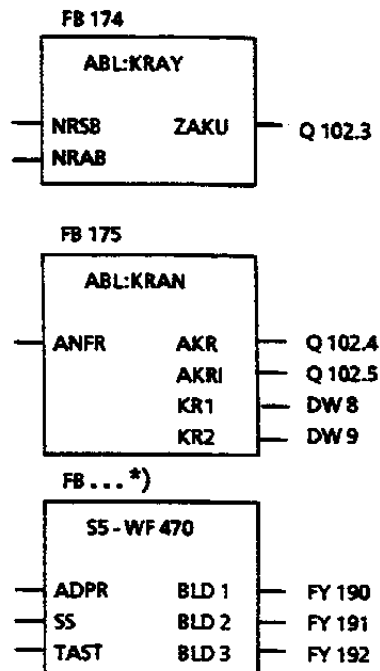 FB 174
ABL:KRAY
NRSB ZAKU Q 102.3
NRAB
FB 175
ABL:KRAN
ANFR AKR Q 102.4
AKRI Q 102.5
KR1 DW 8
KR2 DW 9
FB . . . *)
S5 - WF 470
ADPR BLD 1 FY 190
SS BLD 2 FY 191
TAST BLD 3 FY 192